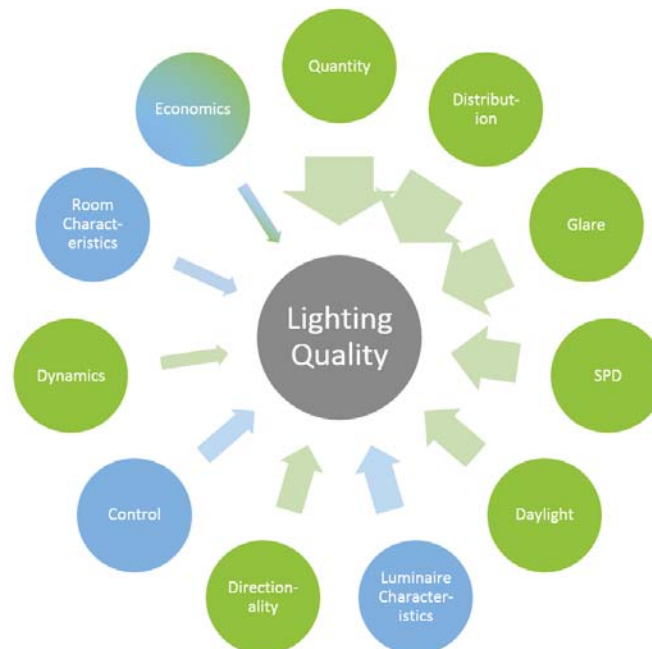 Quantity
Distribut-
ion
Glare
SPD
Daylight
Luminaire
Character-
istics
Direction-
ality
Control
Dynamics
Room
Charact-
eristics
Economics
Lighting
Quality